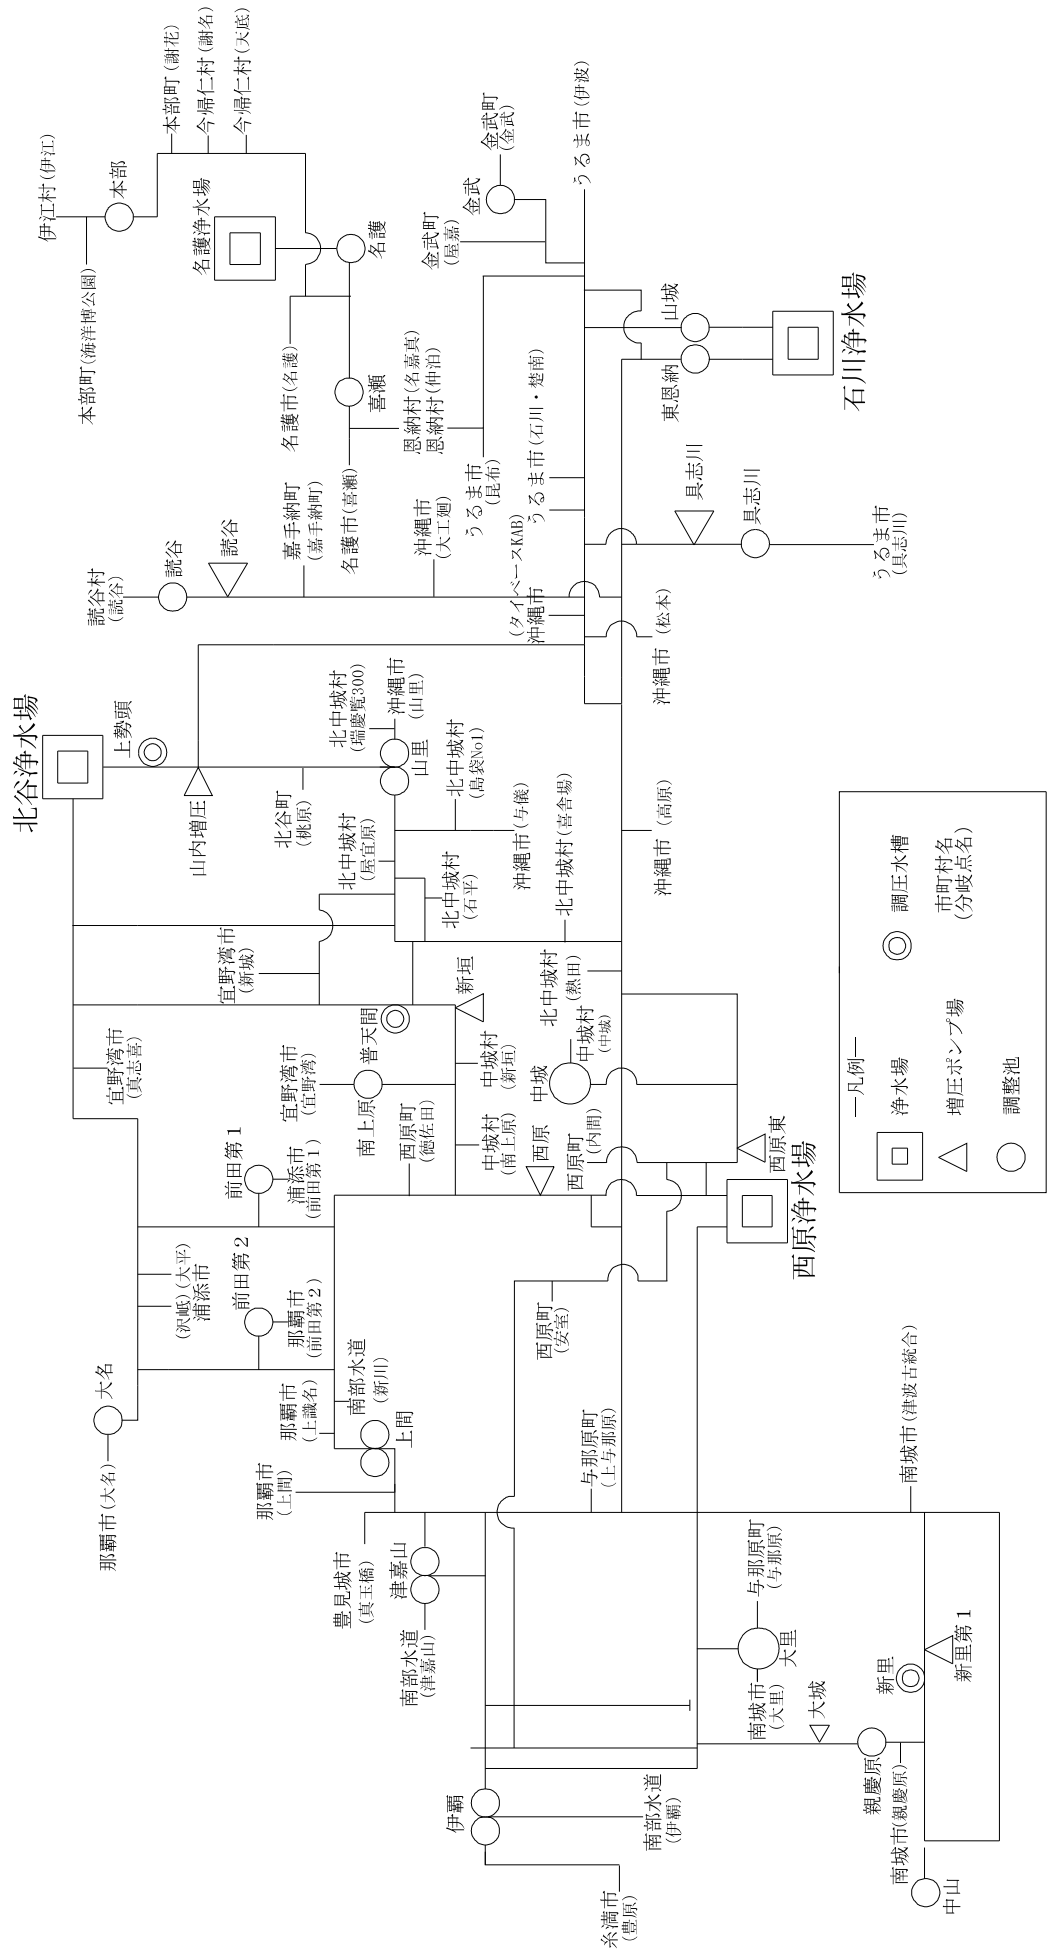 伊江村(伊江)
本部町(海洋博公園)
本部
本部町(謝花)
今帰仁村(謝名)
今帰仁村(天底)
名護浄水場
名護
名護市(名護)
喜瀬
名護市(喜瀬)
恩納村(名嘉真)
恩納村(仲泊)
金武町
(屋嘉)
金武
金武町
(金武)
うるま市(伊波)
うるま市
(昆布)
うるま市(石川・楚南)
山城
東恩納
石川浄水場
具志川
具志川
うるま市
(具志川)
読谷村
(読谷)
読谷
読谷
嘉手納町
(嘉手納町)
沖縄市
(大工廻)
(タイベースKAB)
沖縄市
沖縄市
(松本)
北谷浄水場
上勢頭
山内増圧
北谷町
(桃原)
北中城村
(瑞慶覧300)
沖縄市
(山里)
山里
北中城村
(島袋No1)
北中城村
(屋宜原)
北中城村
(石平)
沖縄市(与儀)
北中城村(喜舎場)
沖縄市
(高原)
宜野湾市
(新城)
宜野湾市
(真志喜)
普天間
新垣
宜野湾市
(宜野湾)
南上原
中城村
(新垣)
北中城村
(熱田)
中城
中城村
(中城)
西原町
(徳佐田)
中城村
(南上原)
西原
西原町
(内間)
西原東
西原浄水場
前田第1
浦添市
(前田第1)
(沢岻)(大平)
浦添市
前田第2
那覇市
(前田第2)
大名
那覇市(大名)
那覇市
(上識名)
南部水道
(新川)
上間
那覇市
(上間)
西原町
(安室)
与那原町
(上与那原)
南城市(津波古統合)
豊見城市
(真玉橋)
津嘉山
南部水道
(津嘉山)
与那原町
(与那原)
大里
南城市
(大里)
大城
新里
新里第1
親慶原
南城市(親慶原)
中山
伊覇
南部水道
(伊覇)
糸満市
(豊原)
―凡例―
浄水場
調圧水槽
増圧ポンプ場
市町村名
(分岐点名)
調整池